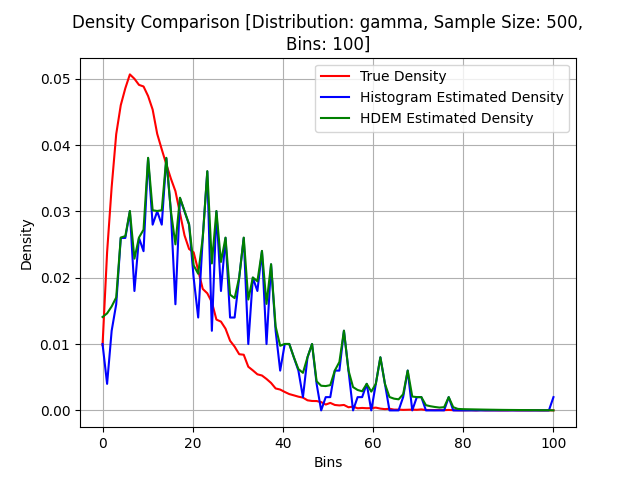 Density Comparison [Distribution: gamma, Sample Size: 500,
Bins: 100]
True Density
Histogram Estimated Density
HDEM Estimated Density
Density
0.05
0.04
0.03
0.02
0.01
0.00
0 20 40 60 80 100
Bins